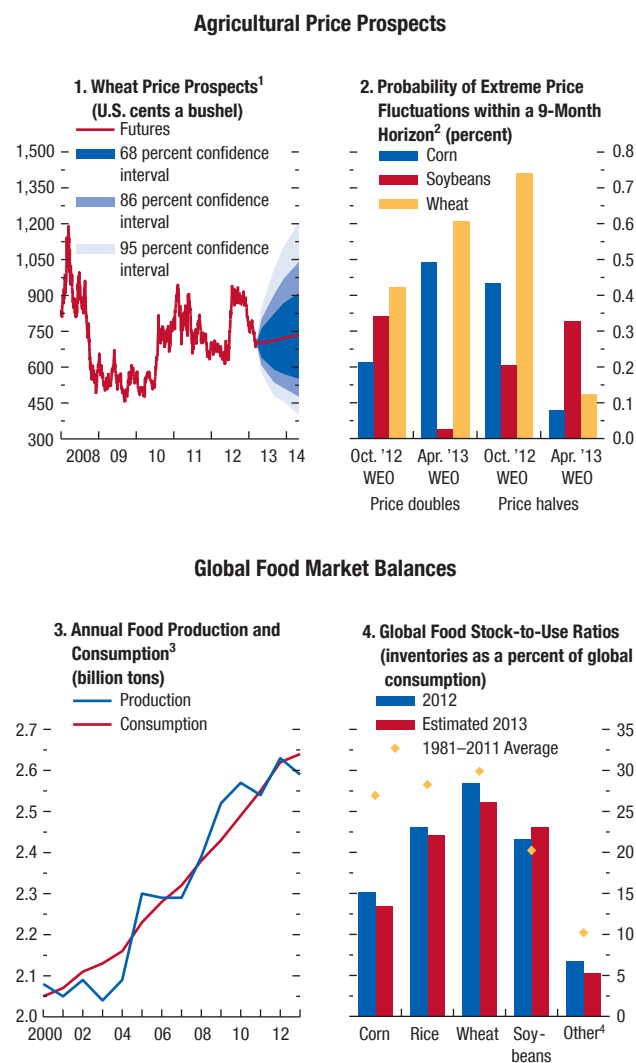 Agricultural Price Prospects
1. Wheat Price Prospects1
(U.S. cents a bushel)
Futures
68 percent confidence
interval
86 percent confidence
interval
95 percent confidence
interval
1,500
1,350
1,200
1,050
900
750
600
450
300
2008 09 10 11 12 13 14
2. Probability of Extreme Price
Fluctuations within a 9-Month
Horizon2 (percent)
Corn
Soybeans
Wheat
0.8
0.7
0.6
0.5
0.4
0.3
0.2
0.1
0.0
Oct. ’12 Apr. ’13 Oct. ’12 Apr. ’13
WEO WEO WEO WEO
Price doubles Price halves
Global Food Market Balances
3. Annual Food Production and
Consumption3
(billion tons)
Production
Consumption
2.7
2.6
2.5
2.4
2.3
2.2
2.1
2.0
2000 02 04 06 08 10 12
4. Global Food Stock-to-Use Ratios
(inventories as a percent of global
consumption)
2012
Estimated 2013
1981–2011 Average
35
30
25
20
15
10
5
0
Corn Rice Wheat Soy- Other4
beans